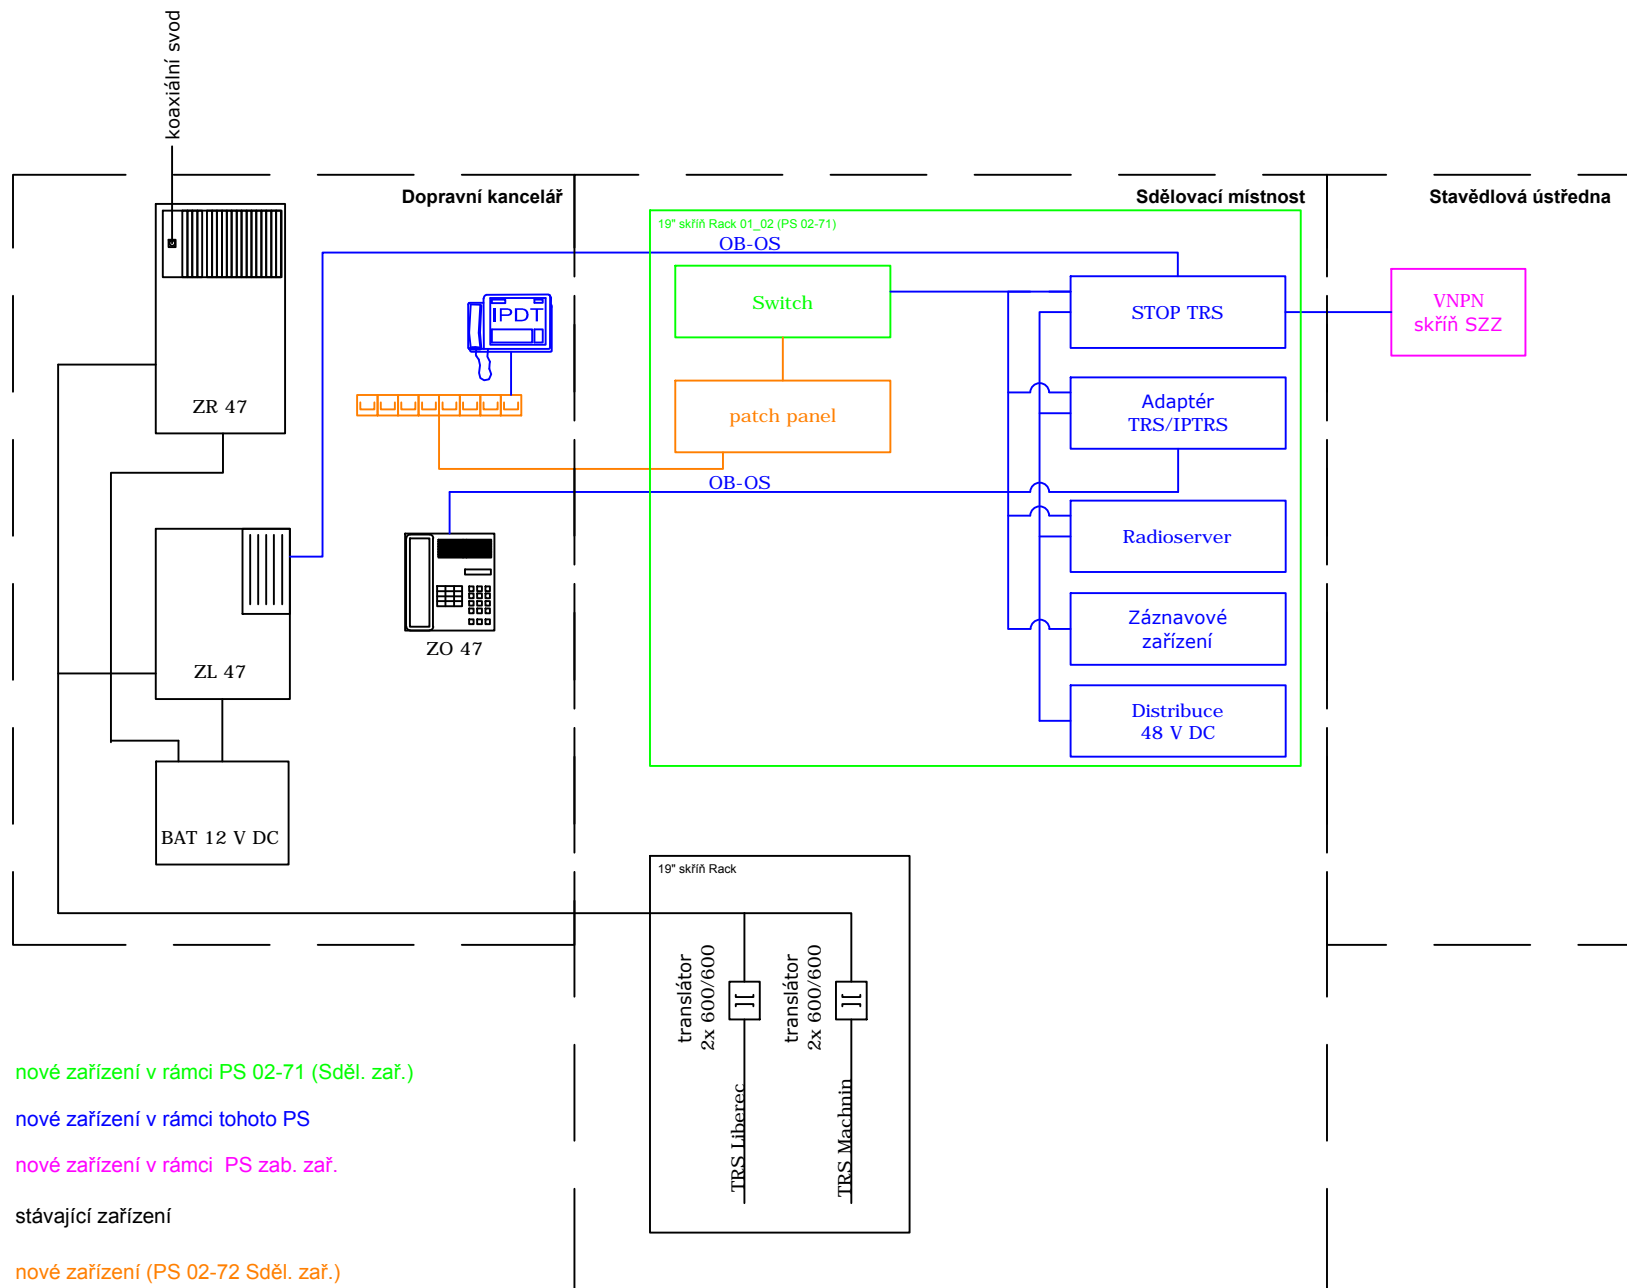 koaxiální svod
Dopravní kancelář
Sdělovací místnost
Stavědlová ústředna
19" skříň Rack 01_02 (PS 02-71)
OB-OS
Switch
STOP TRS
VNPN
skříň SZZ
IPDT
ZR 47
patch panel
Adaptér
TRS/IPTRS
OB-OS
Radioserver
ZO 47
Záznavové
zařízení
ZL 47
Distribuce
48 V DC
BAT 12 V DC
19" skříň Rack
translátor
2x 600/600
translátor
2x 600/600
TRS Liberec
TRS Machnin
nové zařízení v rámci PS 02-71 (Sděl. zař.)
nové zařízení v rámci tohoto PS
nové zařízení v rámci  PS zab. zař.
stávající zařízení
nové zařízení (PS 02-72 Sděl. zař.)